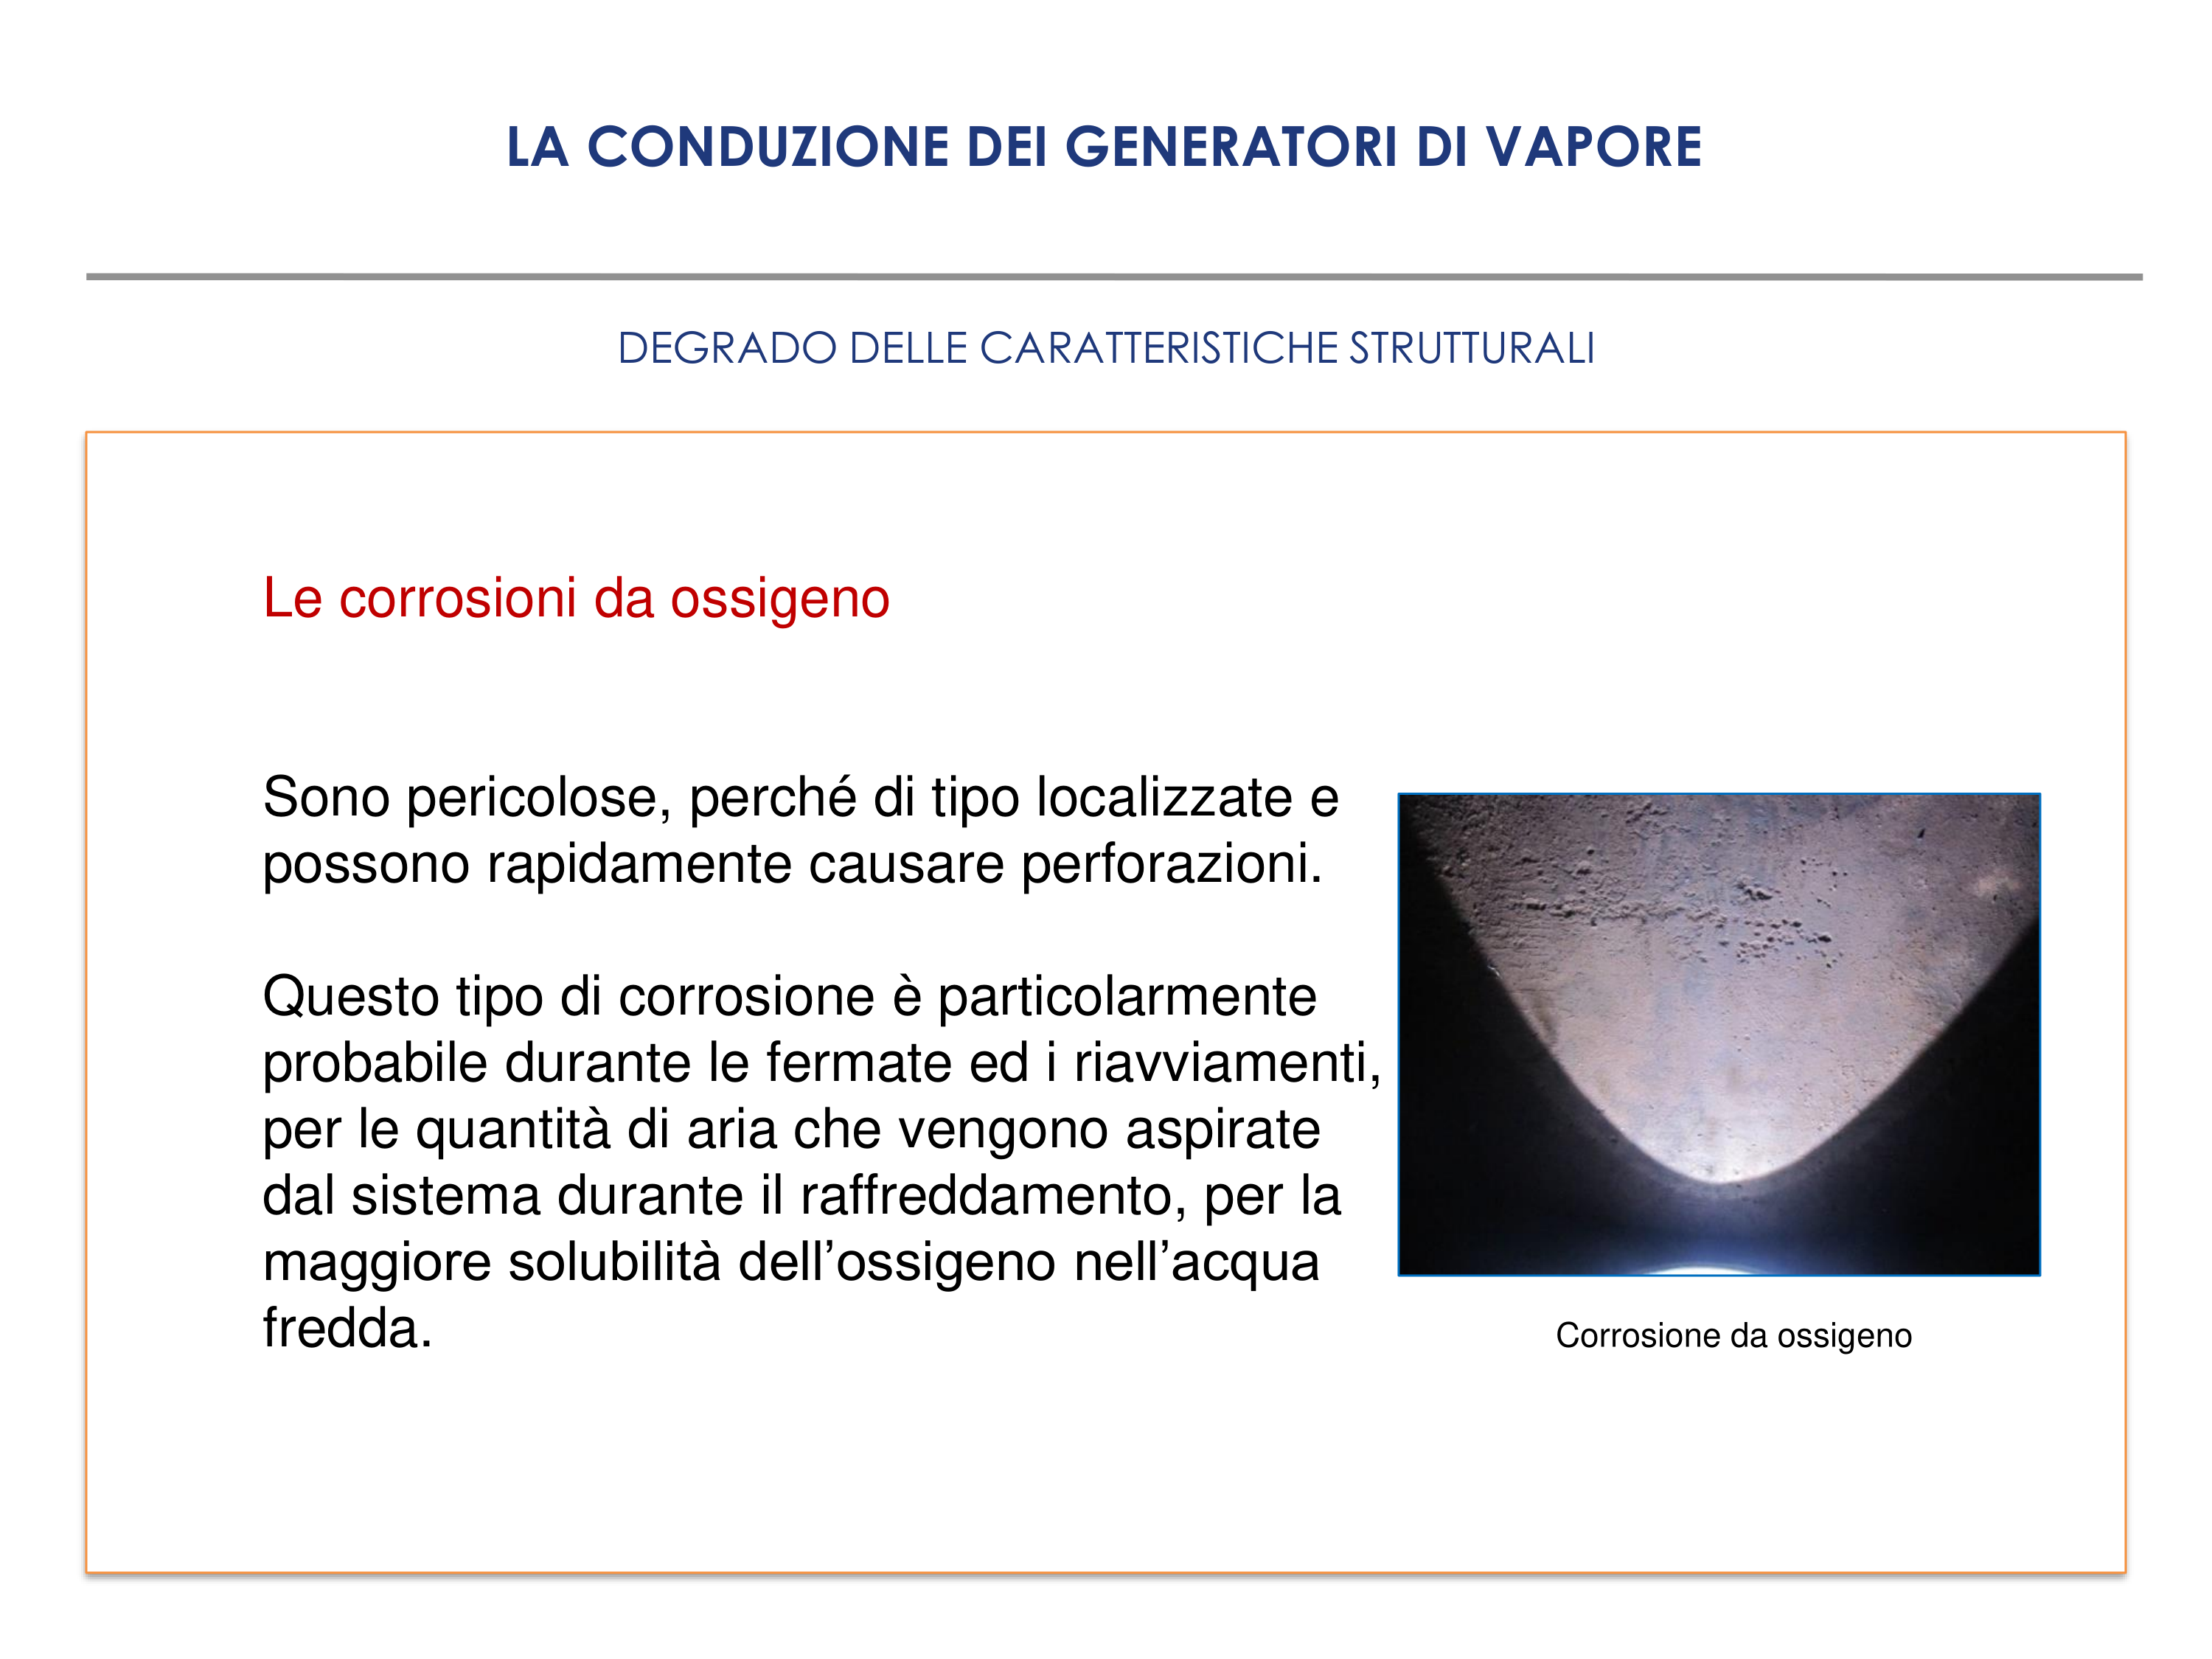 LA CONDUZIONE DEI GENERATORI DI VAPORE
DEGRADO DELLE CARATTERISTICHE STRUTTURALI
Le corrosioni da ossigeno
Sono pericolose, perché di tipo localizzate e
possono rapidamente causare perforazioni.
Questo tipo di corrosione è particolarmente
probabile durante le fermate ed i riavviamenti,
per le quantità di aria che vengono aspirate
dal sistema durante il raffreddamento, per la
maggiore solubilità dell’ossigeno nell’acqua
fredda.
Corrosione da ossigeno